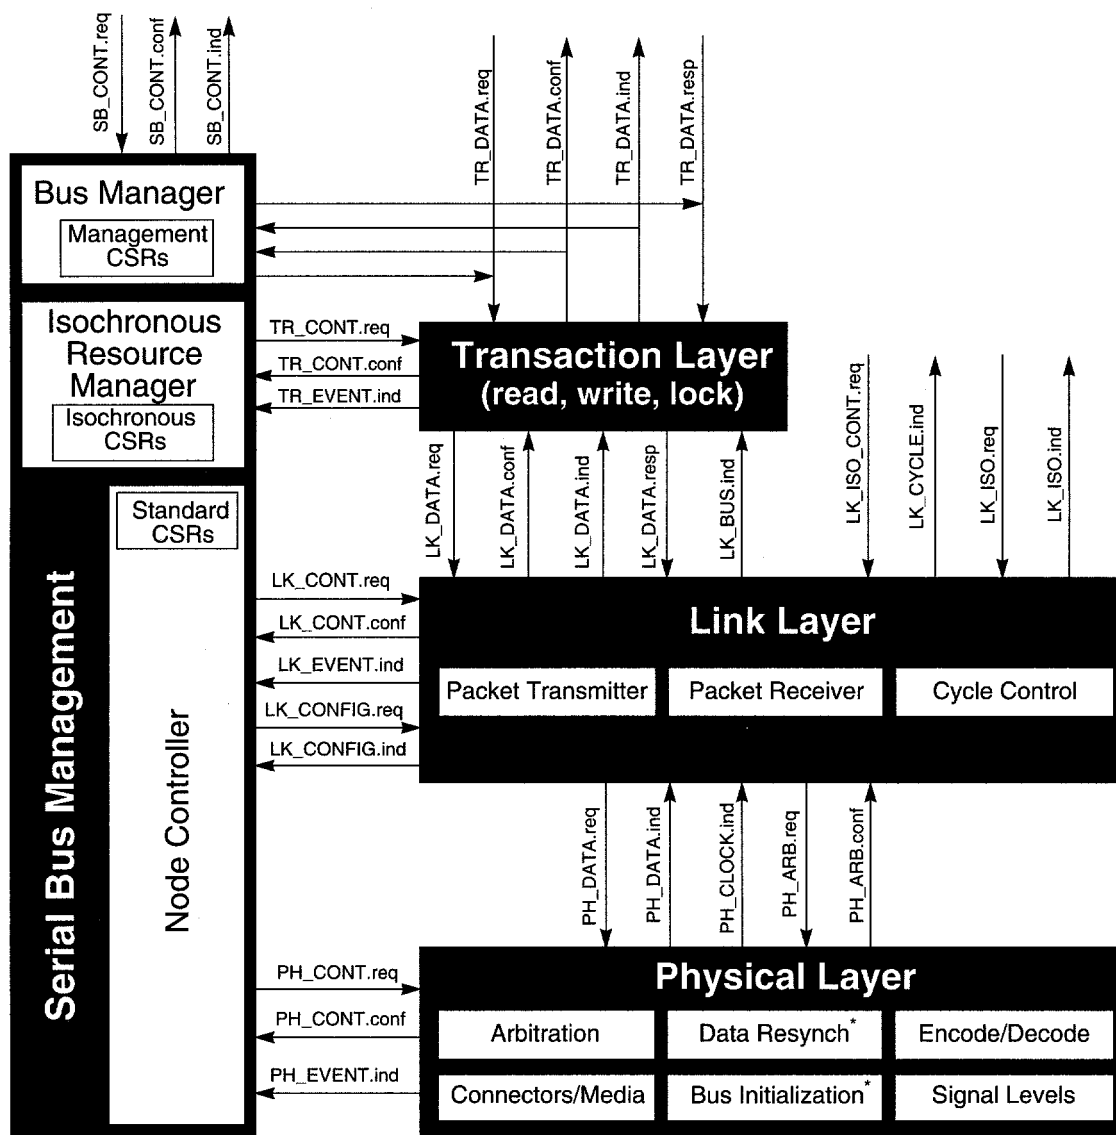 SB_CONT.req
SB_CONT.conf
SB_CONT.ind
TR_DATA.req
TR_DATA.conf
TR_DATA.ind
TR_DATA.resp
Bus Manager
Management
CSRs
Isochronous
Resource
Manager
Isochronous
CSRs
TR_CONT.req
TR_CONT.conf
TR_EVENT.ind
Transaction Layer
(read, write, lock)
LK_DATA.req
LK_DATA.conf
LK_DATA.ind
LK_DATA.resp
LK_BUS.ind
LK_ISO_CONT.req
LK_CYCLE.ind
LK_ISO.req
LK_ISO.ind
Standard
CSRs
Serial Bus Management
Node Controller
LK_CONT.req
LK_CONT.conf
LK_EVENT.ind
LK_CONFIG.req
LK_CONFIG.ind
Link Layer
Packet Transmitter
Packet Receiver
Cycle Control
PH_DATA.req
PH_DATA.ind
PH_CLOCK.ind
PH_ARB.req
PH_ARB.conf
PH_CONT.req
PH_CONT.conf
PH_EVENT.ind
Physical Layer
Arbitration
Data Resynch*
Encode/Decode
Connectors/Media
Bus Initialization*
Signal Levels